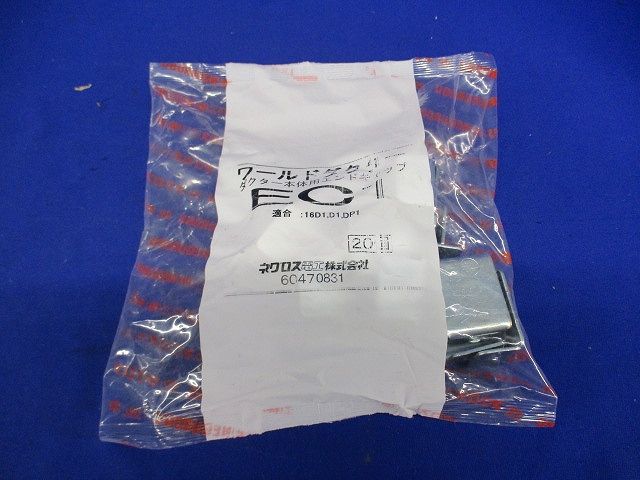 ワールドダクター
ダクター本体用エンドキャップ
EC1
適合 :16D1,D1,DP1
20個
ネグロス電工株式会社
60470831